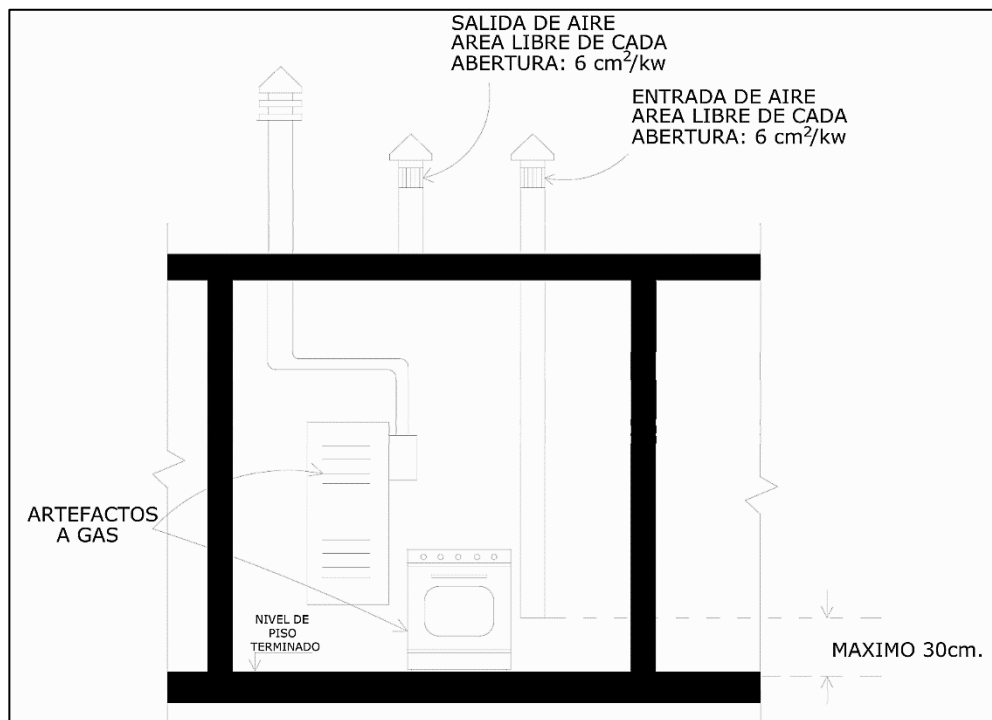 SALIDA DE AIRE
AREA LIBRE DE CADA
ABERTURA: 6 cm²/kw
ENTRADA DE AIRE
AREA LIBRE DE CADA
ABERTURA: 6 cm²/kw
ARTEFACTOS
A GAS
NIVEL DE
PISO
TERMINADO
MAXIMO 30cm.